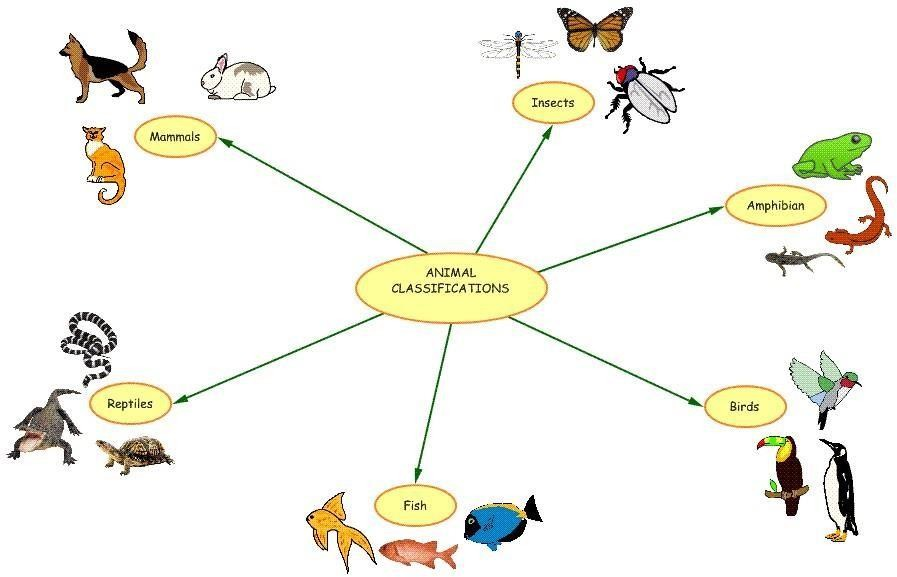 Insects
Mammals
Amphibian
ANIMAL
CLASSIFICATIONS
Reptiles
Birds
Fish